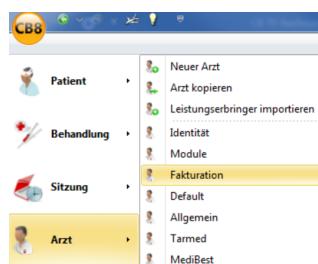 CB8
Patient
Behandlung
Sitzung
Arzt
Neuer Arzt
Arzt kopieren
Leistungserbringer importieren
Identität
Module
Fakturation
Default
Allgemein
Tarmed
MediBest